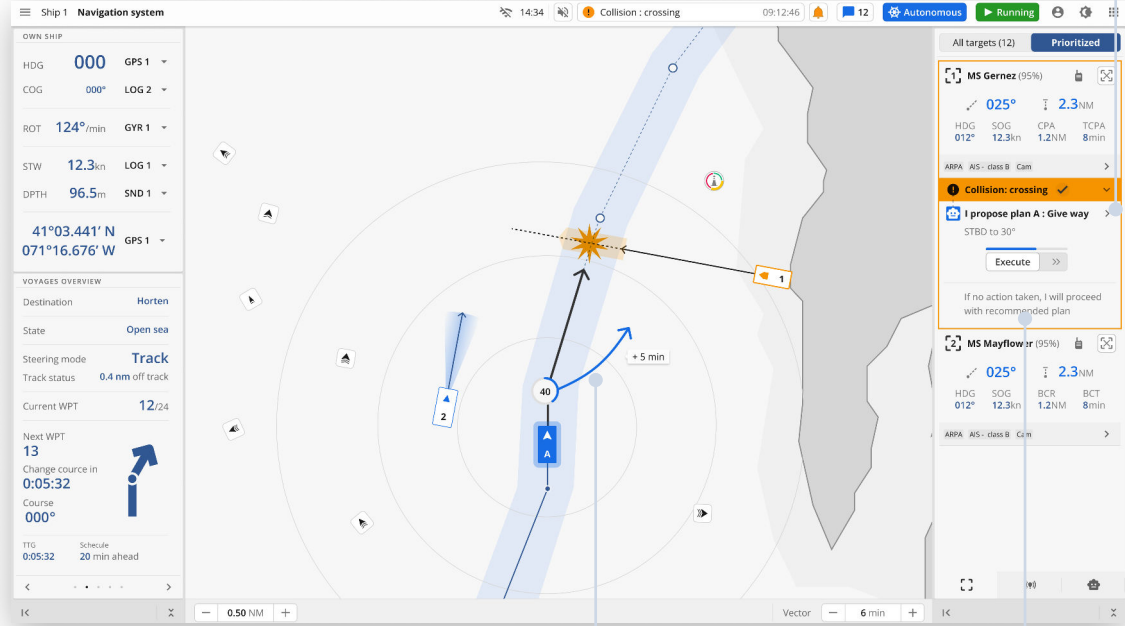 Ship 1 Navigation system
14:34
Collision : crossing 09:12:46
12
Autonomous
Running
OWN SHIP
HDG 000 GPS 1
COG 000° LOG 2
ROT 124°/min GYR 1
STW 12.3kn LOG 1
DPTH 96.5m SND 1
41°03.441’ N
071°16.676’ W
GPS 1
VOYAGES OVERVIEW
Destination Horten
State Open sea
Steering mode Track
Track status 0.4 nm off track
Current WPT 12/24
Next WPT
13
Change cource in
0:05:32
Course
000°
TTG Schecule
0:05:32 20 min ahead
1
+ 5 min
40
2
A
0.50 NM
Vector 6 min
All targets (12) Prioritized
[1] MS Gernez (95%)
025° 2.3NM
HDG SOG CPA TCPA
012° 12.3kn 1.2NM 8min
ARPA AIS - class B Cam
Collision: crossing
I propose plan A : Give way
STBD to 30°
Execute
If no action taken, I will proceed
with recommended plan
[2] MS Mayflower (95%)
025° 2.3NM
HDG SOG BCR BCT
012° 12.3kn 1.2NM 8min
ARPA AIS - class B Cam